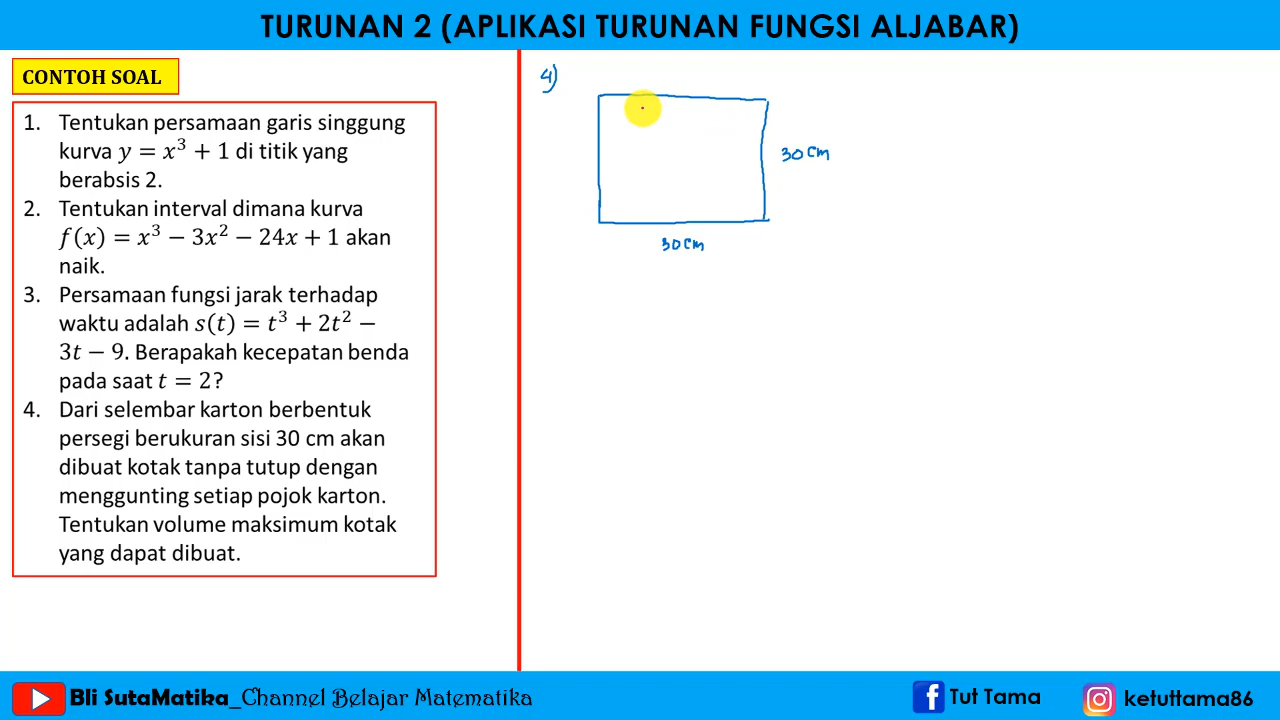 TURUNAN 2 (APLIKASI TURUNAN FUNGSI ALJABAR)
CONTOH SOAL
1. Tentukan persamaan garis singgung
kurva y = x³ + 1 di titik yang
berabsis 2.
2. Tentukan interval dimana kurva
f(x) = x³ − 3x² − 24x + 1 akan
naik.
3. Persamaan fungsi jarak terhadap
waktu adalah s(t) = t³ + 2t² −
3t − 9. Berapakah kecepatan benda
pada saat t = 2?
4. Dari selembar karton berbentuk
persegi berukuran sisi 30 cm akan
dibuat kotak tanpa tutup dengan
menggunting setiap pojok karton.
Tentukan volume maksimum kotak
yang dapat dibuat.
4)
30 cm
30 cm
Bli SutaMatika_Channel Belajar Matematika
Tut Tama
ketuttama86